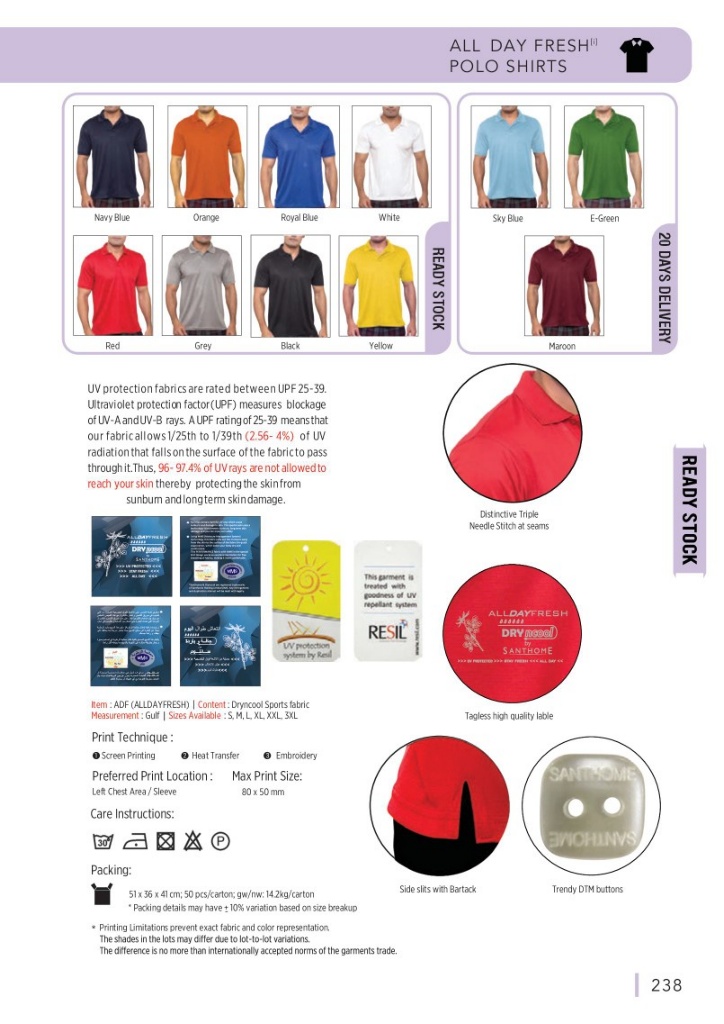 ALL DAY FRESH[i]
POLO SHIRTS
Navy Blue
Orange
Royal Blue
White
Red
Grey
Black
Yellow
READY STOCK
Sky Blue
E-Green
Maroon
20 DAYS DELIVERY
UV protection fabrics are rated between UPF 25-39.
Ultraviolet protection factor (UPF) measures blockage
of UV-A and UV-B rays. A UPF rating of 25-39 means that
our fabric allows 1/25th to 1/39th (2.56- 4%) of UV
radiation that falls on the surface of the fabric to pass
through it.Thus, 96- 97.4% of UV rays are not allowed to
reach your skin thereby protecting the skin from
sunburn and long term skin damage.
Distinctive Triple
Needle Stitch at seams
READY STOCK
ALLDAYFRESH
DRYncool
by
SANTHOME
>>> UV PROTECTED >>> STAY FRESH <<<
>>> ALL DAY <<<
UV protection
system by Resil
This garment is
treated with
goodness of UV
repellant system
RESIL
www.resil.com
ALLDAYFRESH
DRYncool
by
SANTHOME
>>> UV PROTECTED >>> STAY FRESH >>> ALL DAY <<
Tagless high quality lable
Item : ADF (ALLDAYFRESH) | Content : Dryncool Sports fabric
Measurement : Gulf | Sizes Available : S, M, L, XL, XXL, 3XL
Print Technique :
❶ Screen Printing ❷ Heat Transfer ❸ Embroidery
Preferred Print Location : Max Print Size:
Left Chest Area / Sleeve 80 x 50 mm
Care Instructions:
30°
P
Packing:
51 x 36 x 41 cm; 50 pcs/carton; gw/nw: 14.2kg/carton
* Packing details may have ± 10% variation based on size breakup
* Printing Limitations prevent exact fabric and color representation.
The shades in the lots may differ due to lot-to-lot variations.
The difference is no more than internationally accepted norms of the garments trade.
Side slits with Bartack
SANTHOME
SANTHOME
Trendy DTM buttons
238